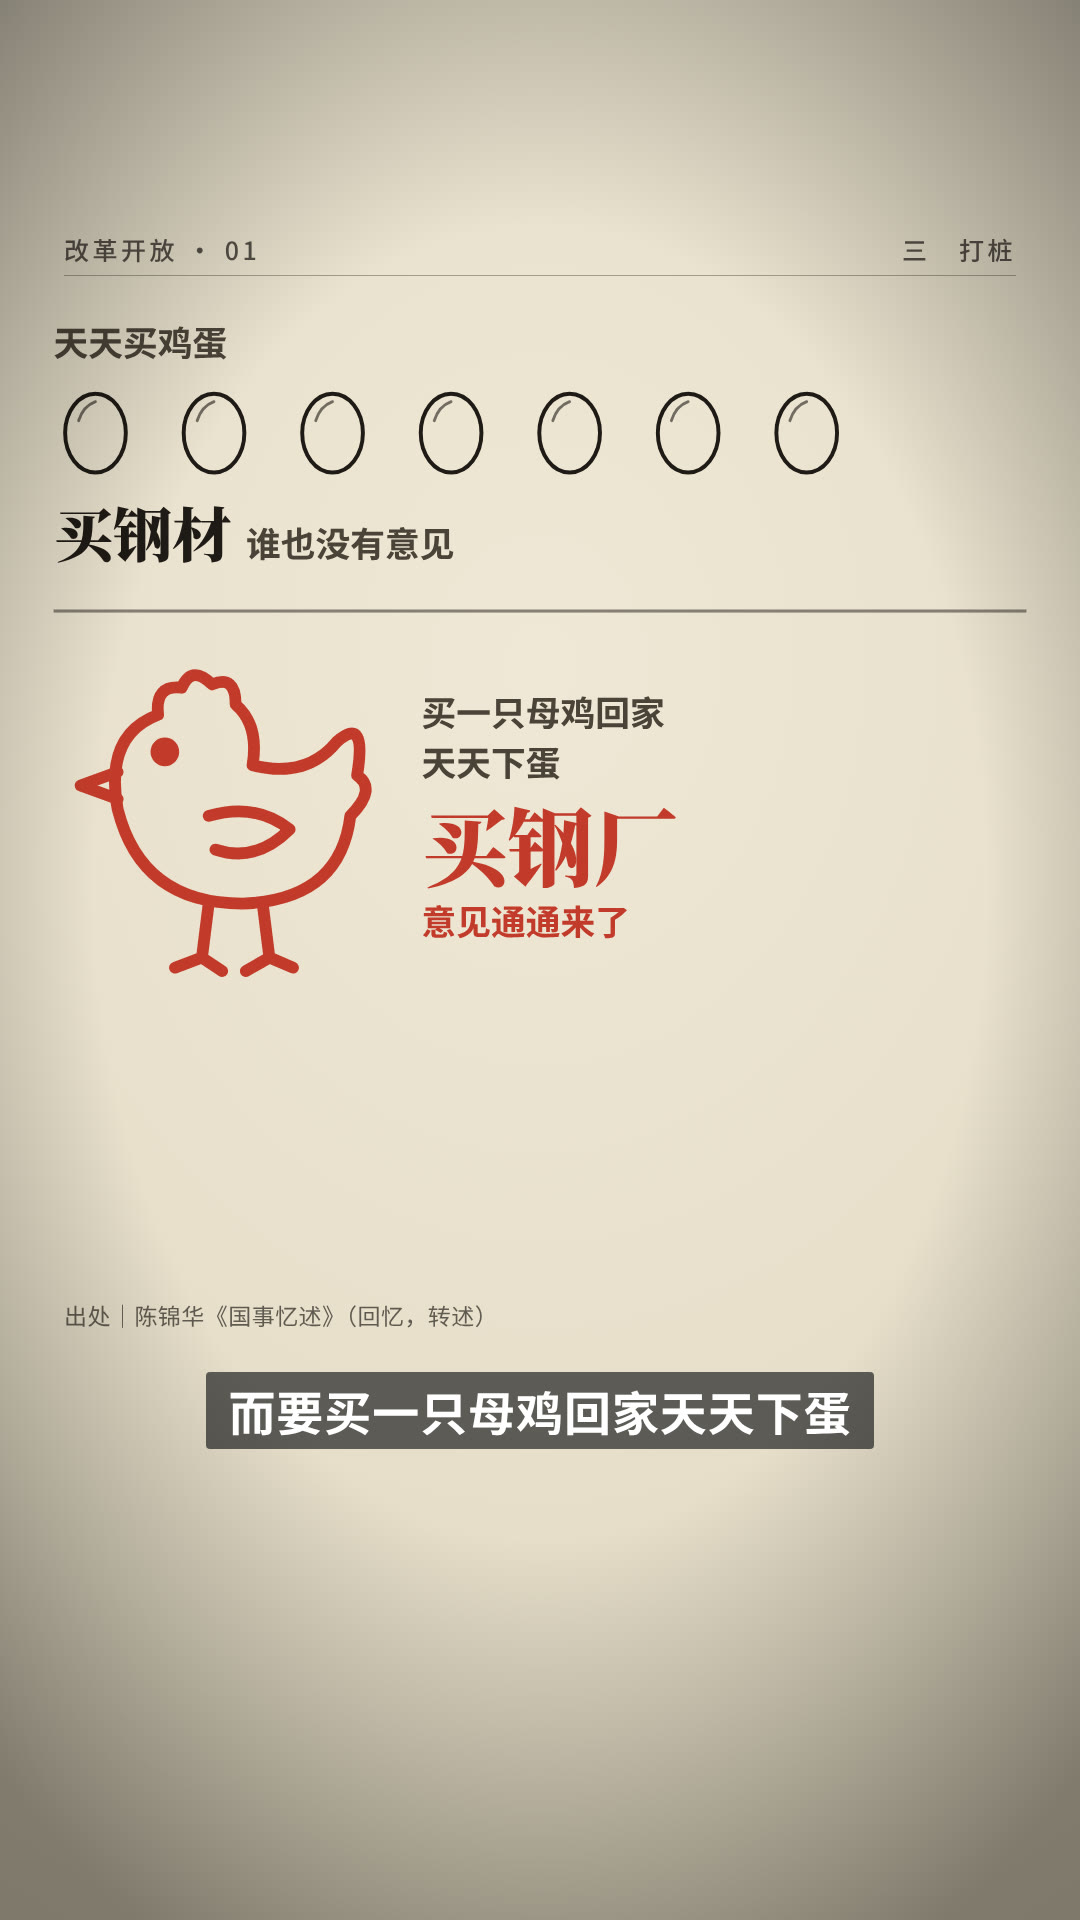 改革开放 · 01
三 打桩
天天买鸡蛋
买钢材 谁也没有意见
买一只母鸡回家
天天下蛋
买钢厂
意见通通来了
出处｜陈锦华《国事忆述》（回忆，转述）
而要买一只母鸡回家天天下蛋